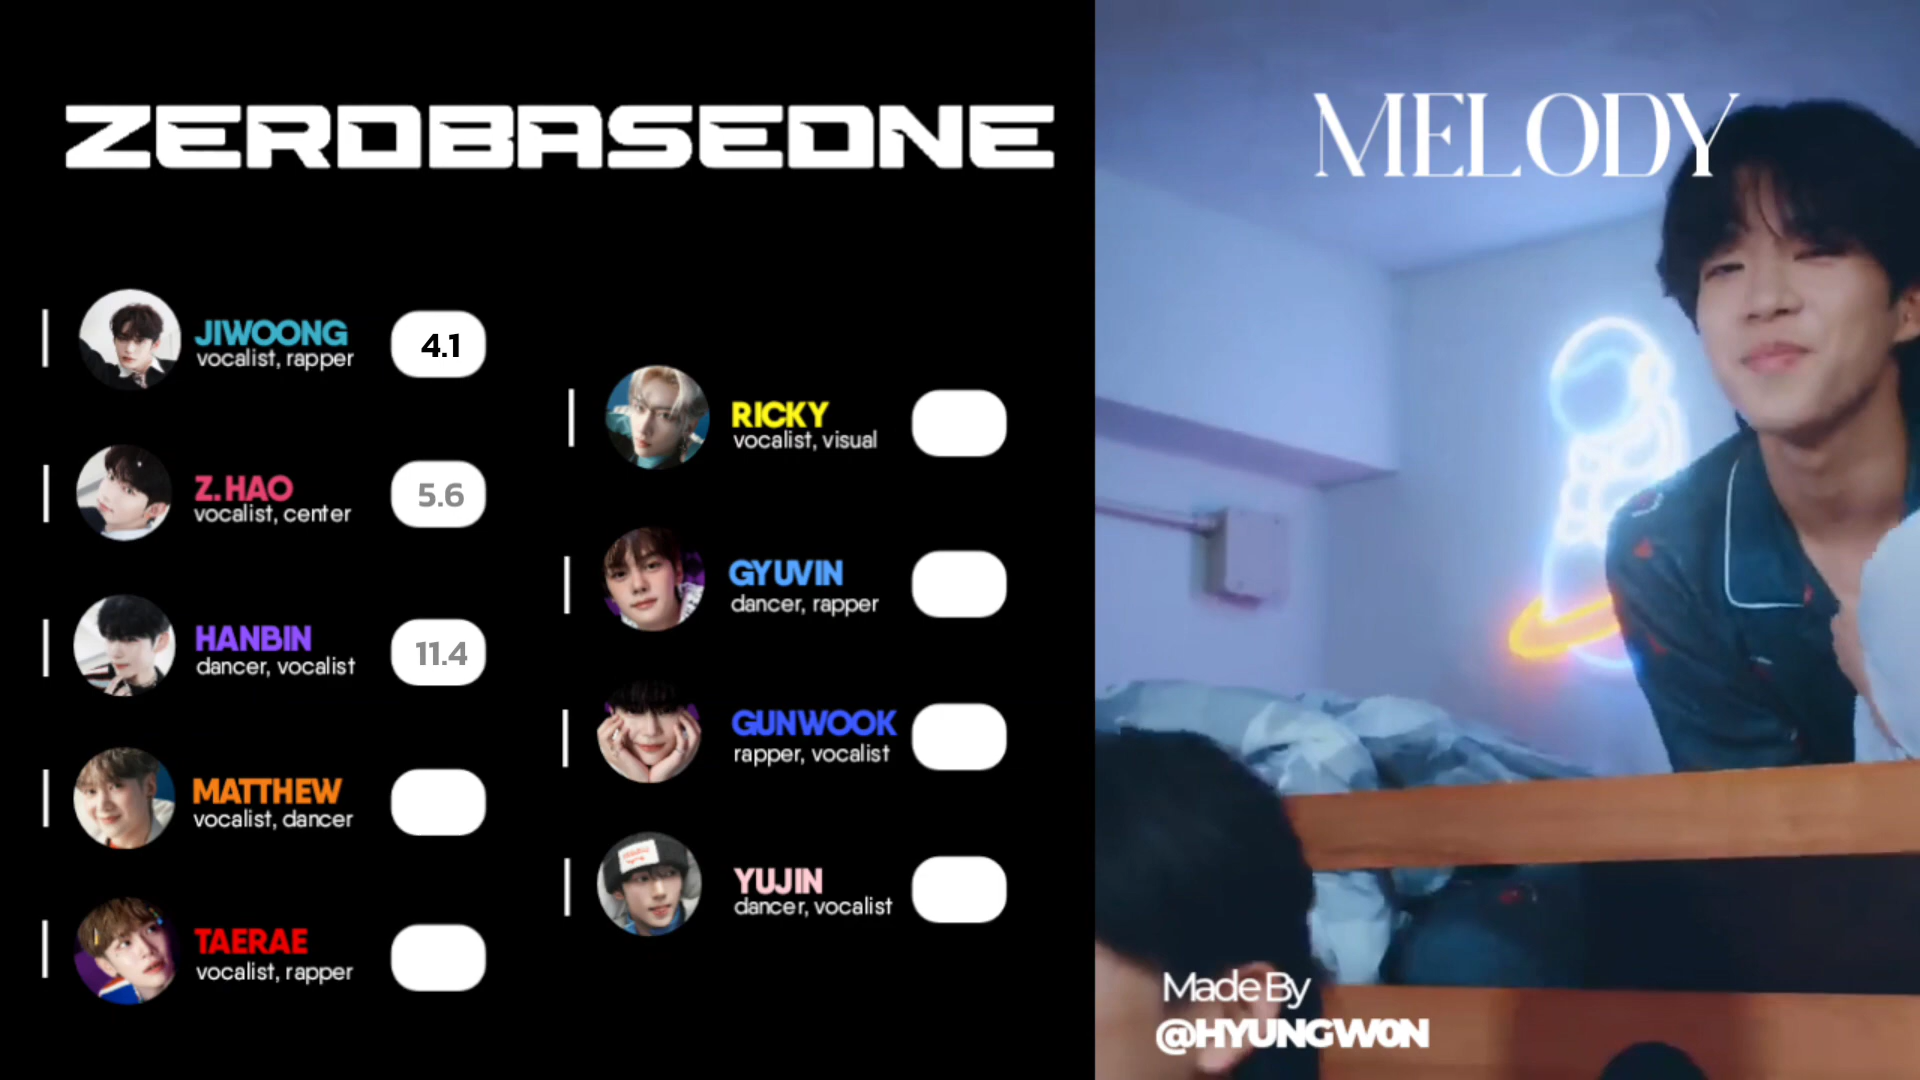 ZEROBASEONE
JIWOONG
vocalist, rapper
4.1
Z. HAO
vocalist, center
5.6
HANBIN
dancer, vocalist
11.4
MATTHEW
vocalist, dancer
TAERAE
vocalist, rapper
RICKY
vocalist, visual
GYUVIN
dancer, rapper
GUNWOOK
rapper, vocalist
YUJIN
dancer, vocalist
MELODY
Made By
@HYUNGW0N